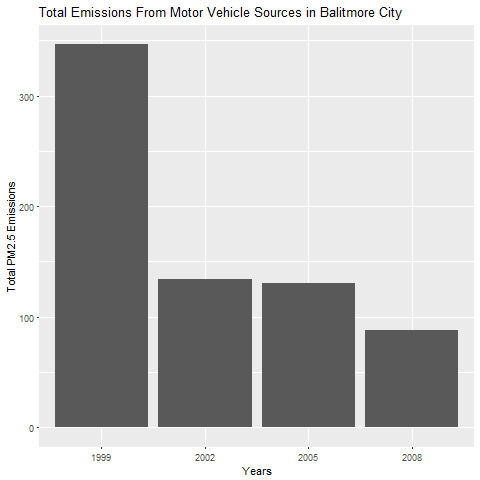 Total Emissions From Motor Vehicle Sources in Balitmore City
Total PM2.5 Emissions
300
200
100
0
1999 2002 2005 2008
Years